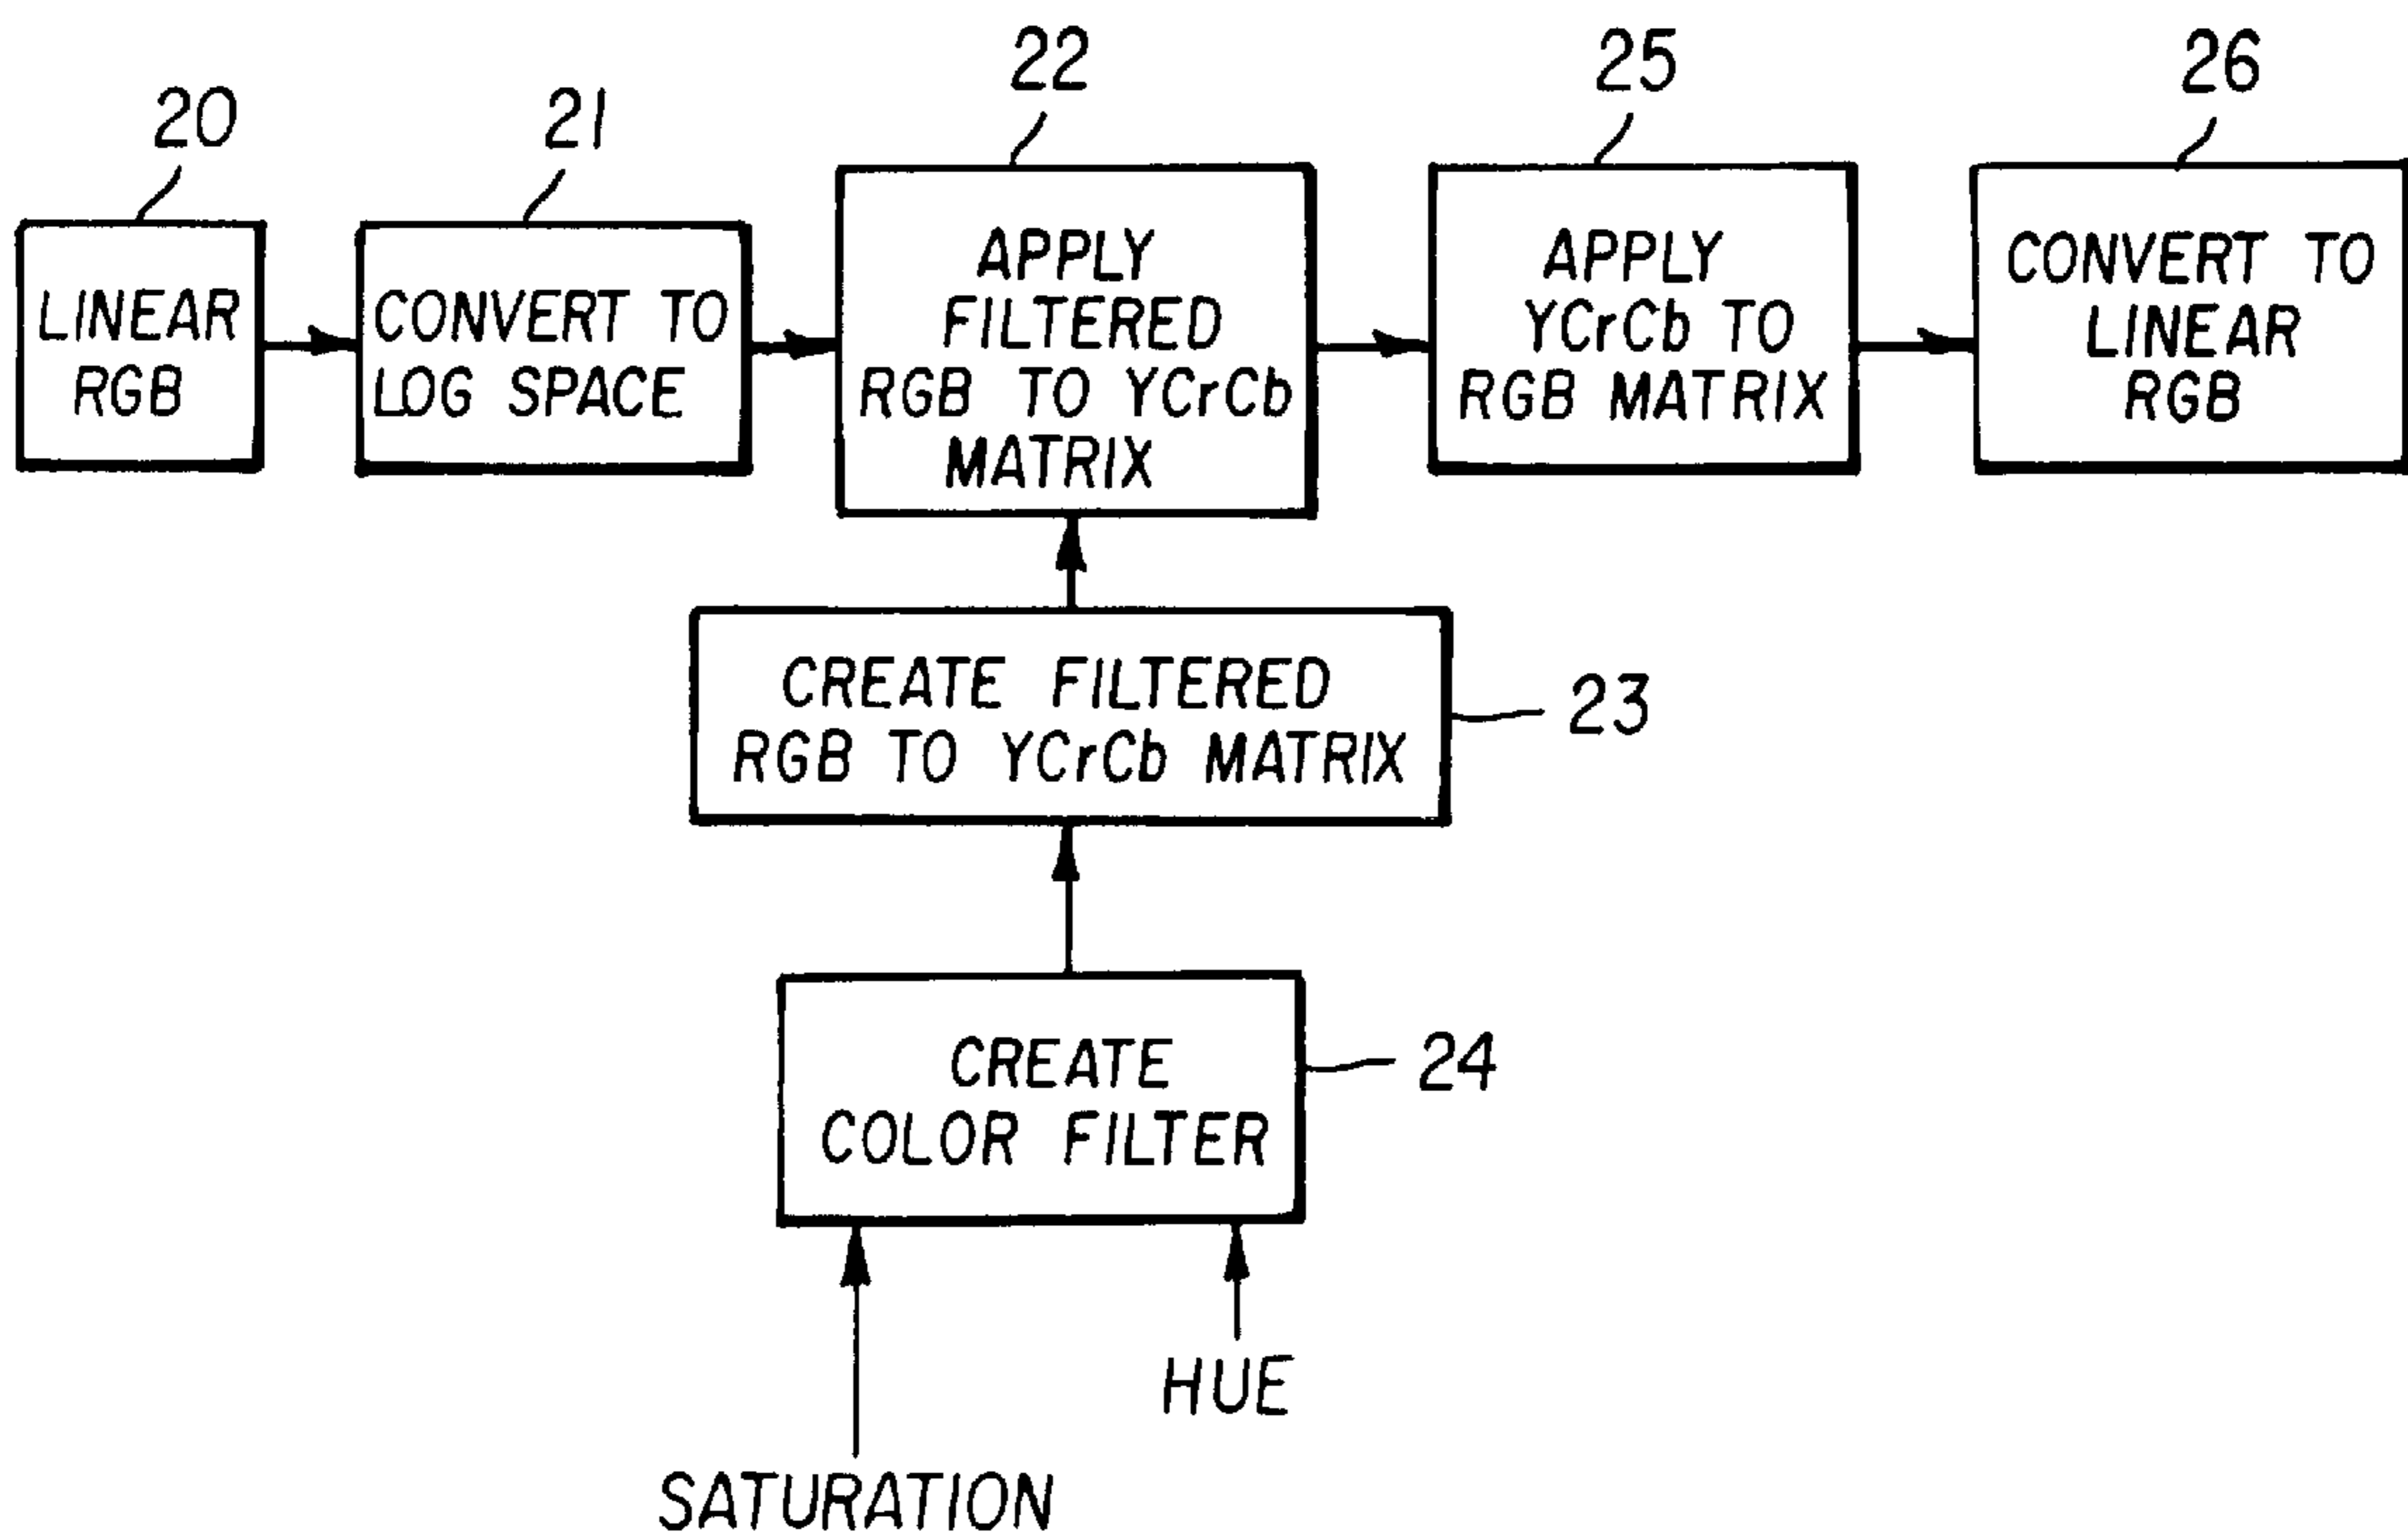 20
21
22
25
26
LINEAR
RGB
CONVERT TO
LOG SPACE
APPLY
FILTERED
RGB TO YCrCb
MATRIX
APPLY
YCrCb TO
RGB MATRIX
CONVERT TO
LINEAR
RGB
CREATE FILTERED
RGB TO YCrCb MATRIX
23
CREATE
COLOR FILTER
24
HUE
SATURATION